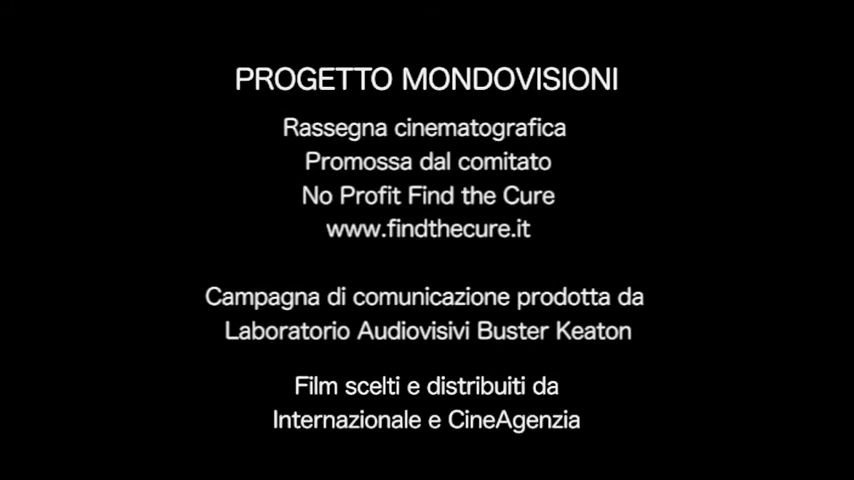 PROGETTO MONDOVISIONI
Rassegna cinematografica
Promossa dal comitato
No Profit Find the Cure
www.findthecure.it
Campagna di comunicazione prodotta da
Laboratorio Audiovisivi Buster Keaton
Film scelti e distribuiti da
Internazionale e CineAgenzia